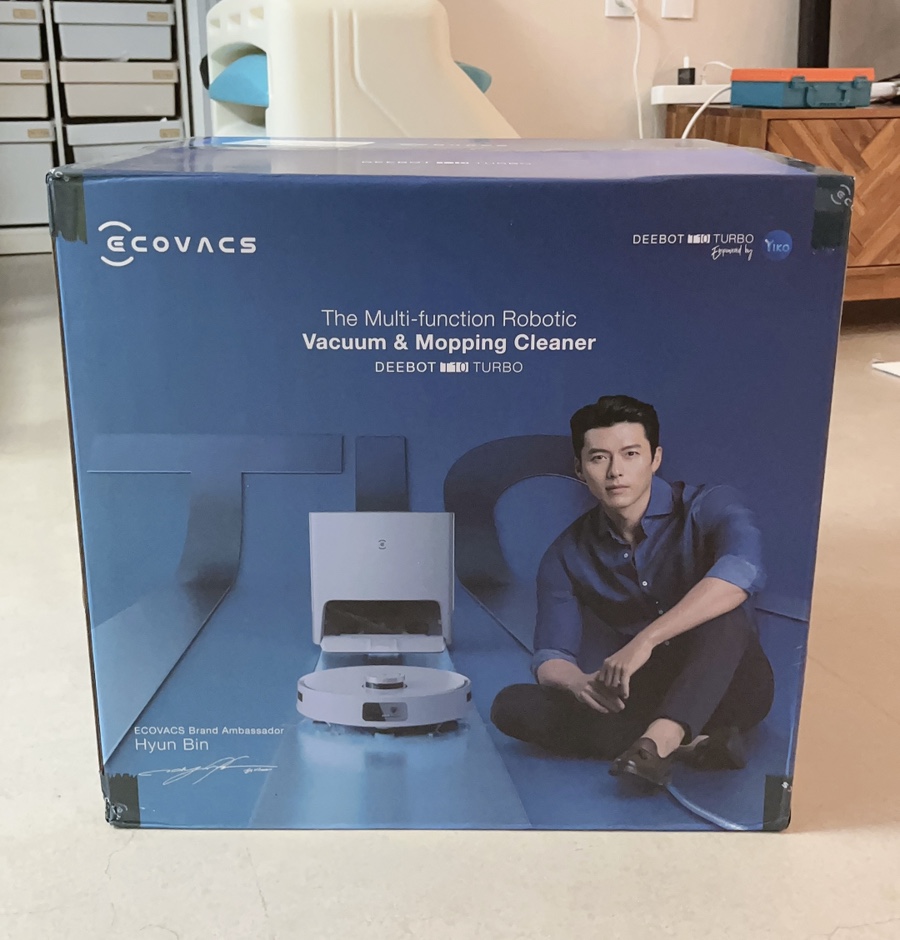 ECOVACS
DEEBOT T10 TURBO
Empowered by YIKO
The Multi-function Robotic
Vacuum & Mopping Cleaner
DEEBOT T10 TURBO
T10
ECOVACS Brand Ambassador
Hyun Bin